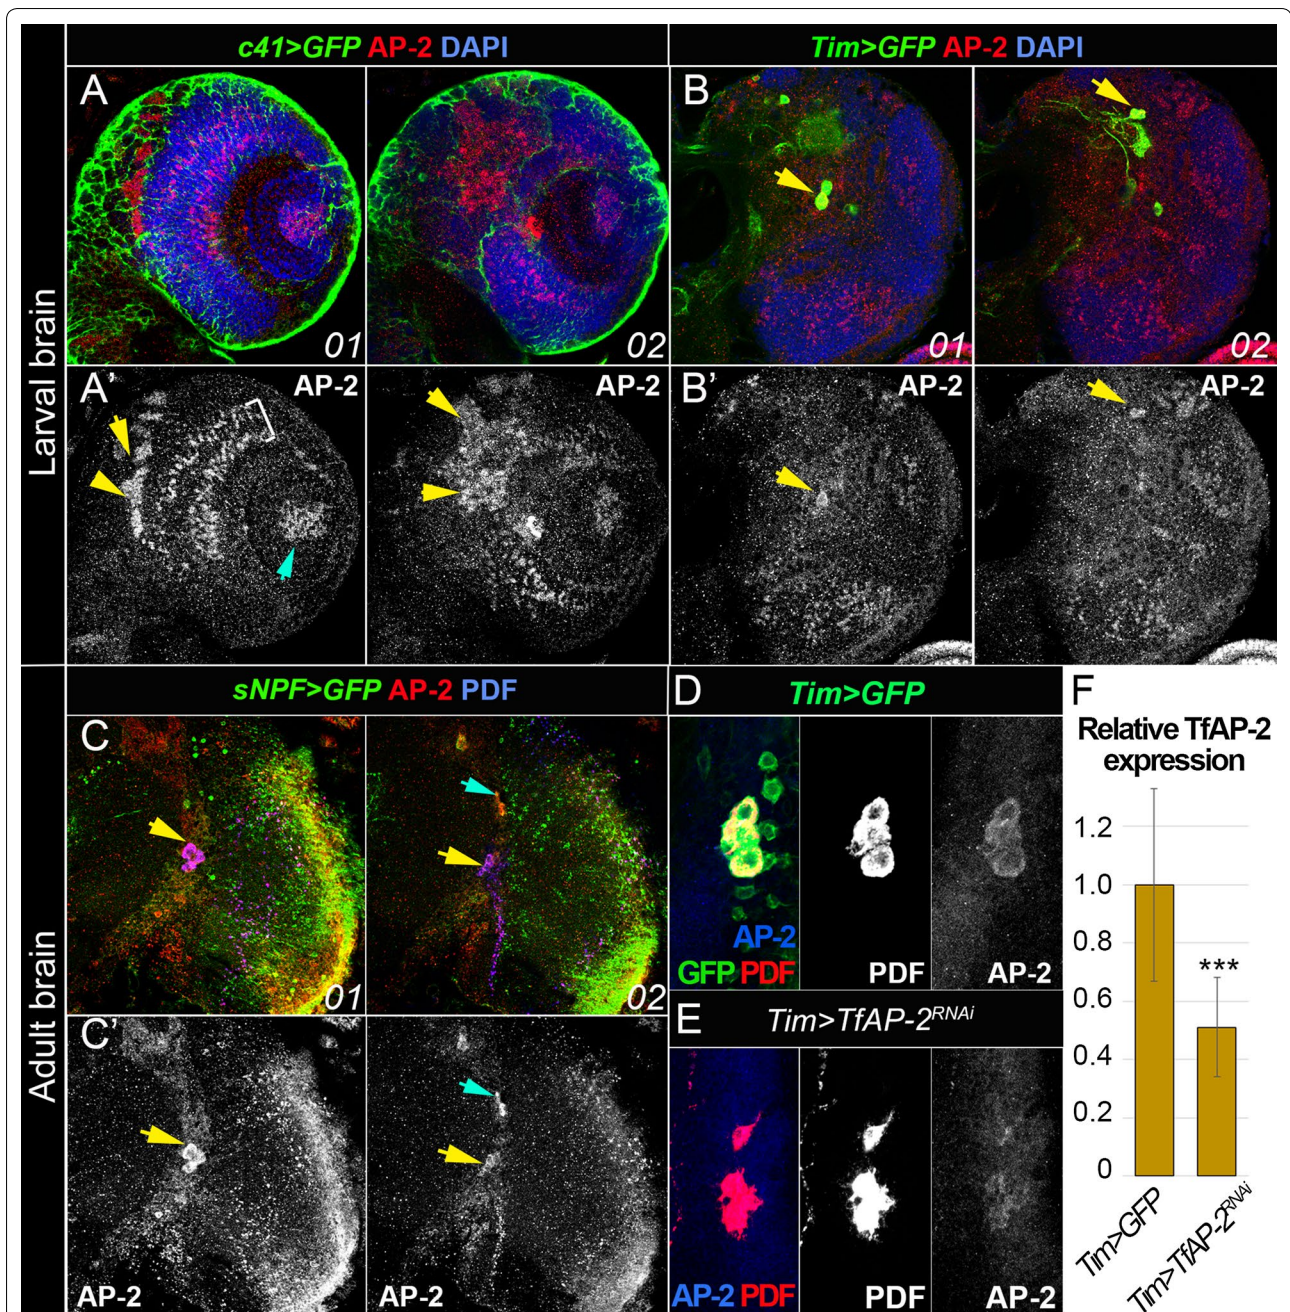 Larval brain
c41>GFP AP-2 DAPI
Tim>GFP AP-2 DAPI
A
01
02
B
01
02
A'
AP-2
AP-2
B'
AP-2
AP-2
Adult brain
sNPF>GFP AP-2 PDF
C
01
02
C'
AP-2
AP-2
D
Tim>GFP
AP-2
GFP PDF
PDF
AP-2
E
Tim>TfAP-2RNAi
AP-2 PDF
PDF
AP-2
F
Relative TfAP-2
expression
1.2
1.0
0.8
0.6
0.4
0.2
0
***
Tim>GFP
Tim>TfAP-2RNAi